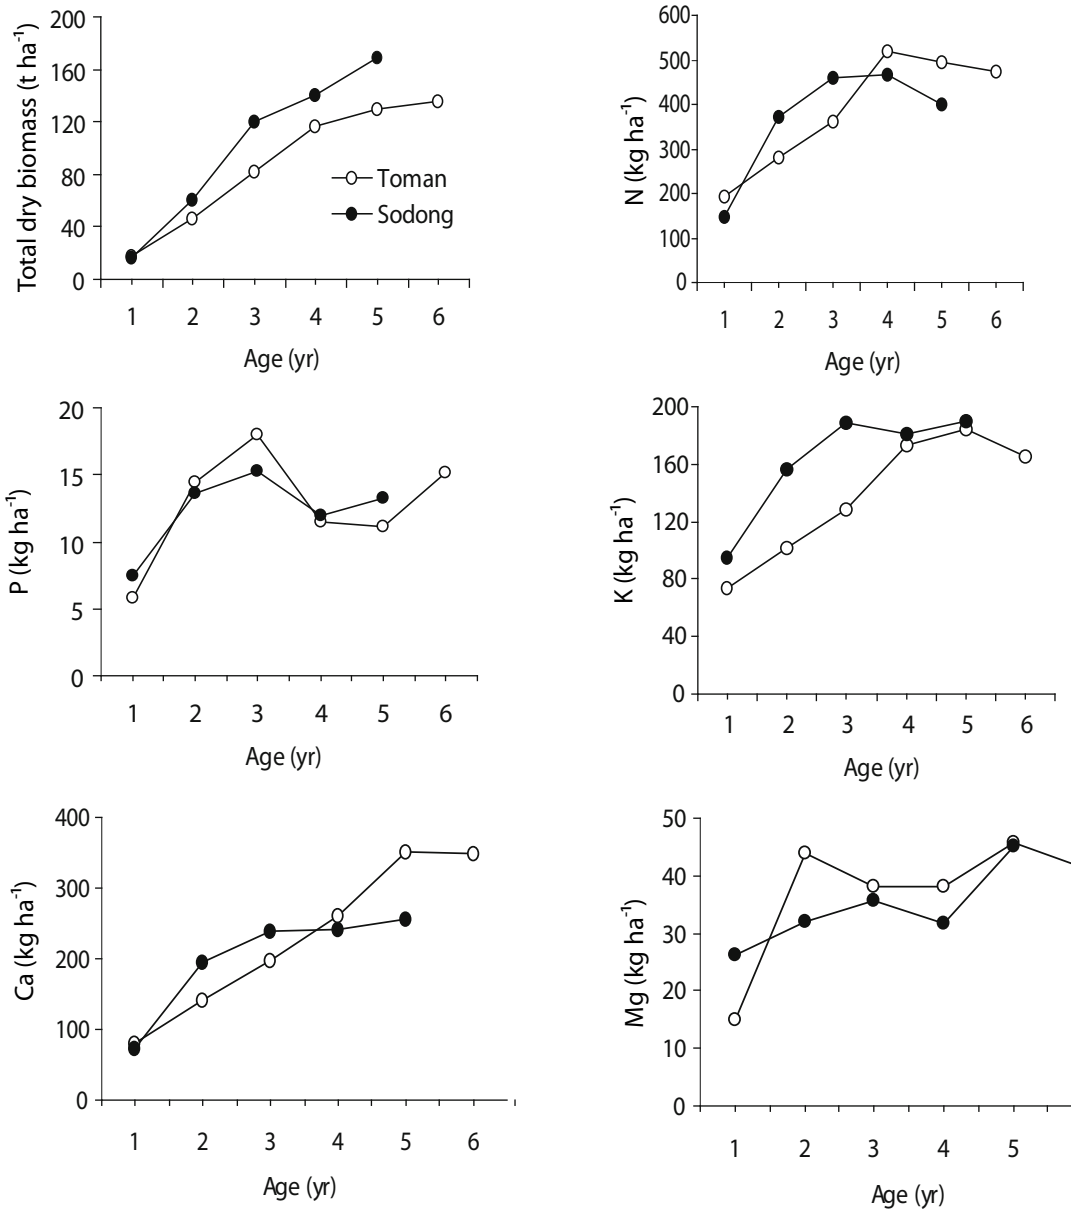 Total dry biomass (t ha-1)
200
160
120
80
40
0
Toman
Sodong
1 2 3 4 5 6
Age (yr)
N (kg ha-1)
600
500
400
300
200
100
0
1 2 3 4 5 6
Age (yr)
P (kg ha-1)
20
15
10
5
0
1 2 3 4 5 6
Age (yr)
K (kg ha-1)
200
160
120
80
40
0
1 2 3 4 5 6
Age (yr)
Ca (kg ha-1)
400
300
200
100
0
1 2 3 4 5 6
Age (yr)
Mg (kg ha-1)
50
40
30
20
10
0
1 2 3 4 5
Age (yr)